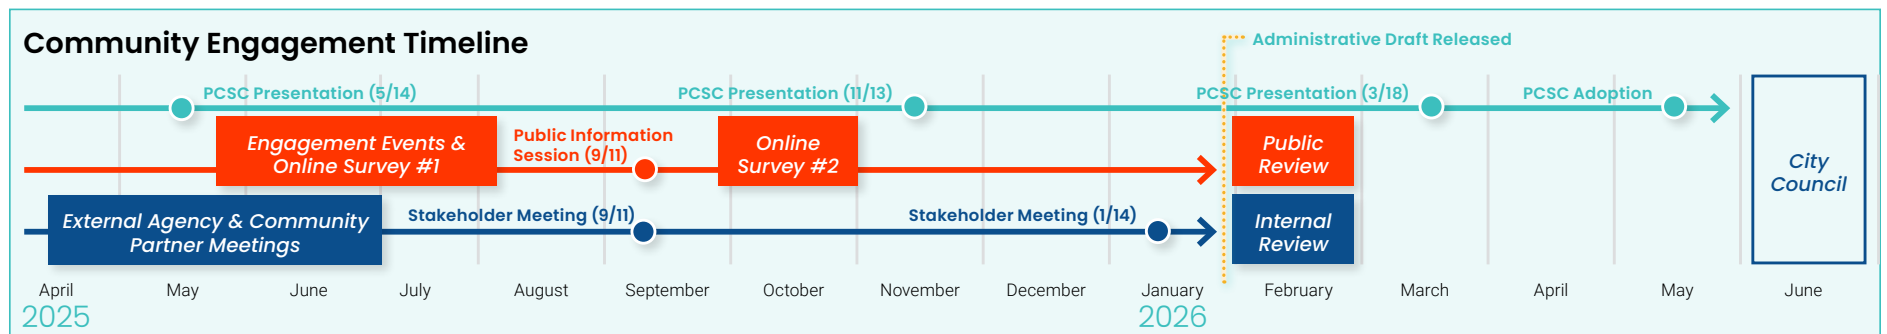 Community Engagement Timeline
Administrative Draft Released
PCSC Presentation (5/14)
PCSC Presentation (11/13)
PCSC Presentation (3/18)
PCSC Adoption
Engagement Events &
Online Survey #1
Public Information
Session (9/11)
Online
Survey #2
Public
Review
City
Council
External Agency & Community
Partner Meetings
Stakeholder Meeting (9/11)
Stakeholder Meeting (1/14)
Internal
Review
April
May
June
July
August
September
October
November
December
January
February
March
April
May
June
2025
2026